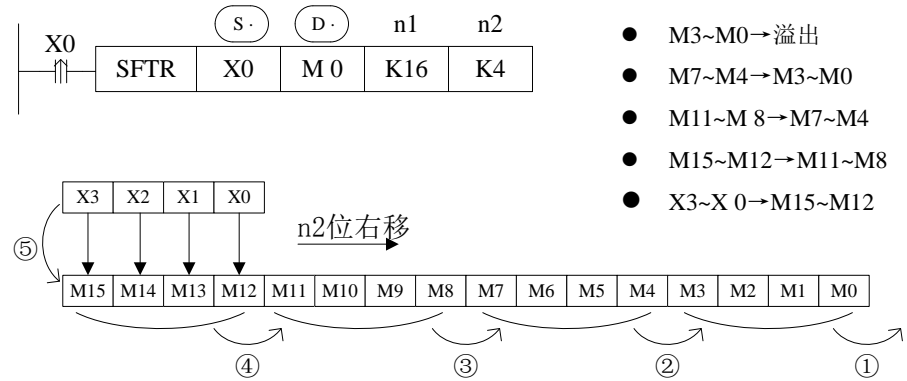 S· D· n1 n2
X0
SFTR X0 M 0 K16 K4
● M3~M0→溢出
● M7~M4→M3~M0
● M11~M 8→M7~M4
● M15~M12→M11~M8
● X3~X 0→M15~M12
X3 X2 X1 X0
n2位右移
⑤
M15 M14 M13 M12 M11 M10 M9 M8 M7 M6 M5 M4 M3 M2 M1 M0
④ ③ ② ①